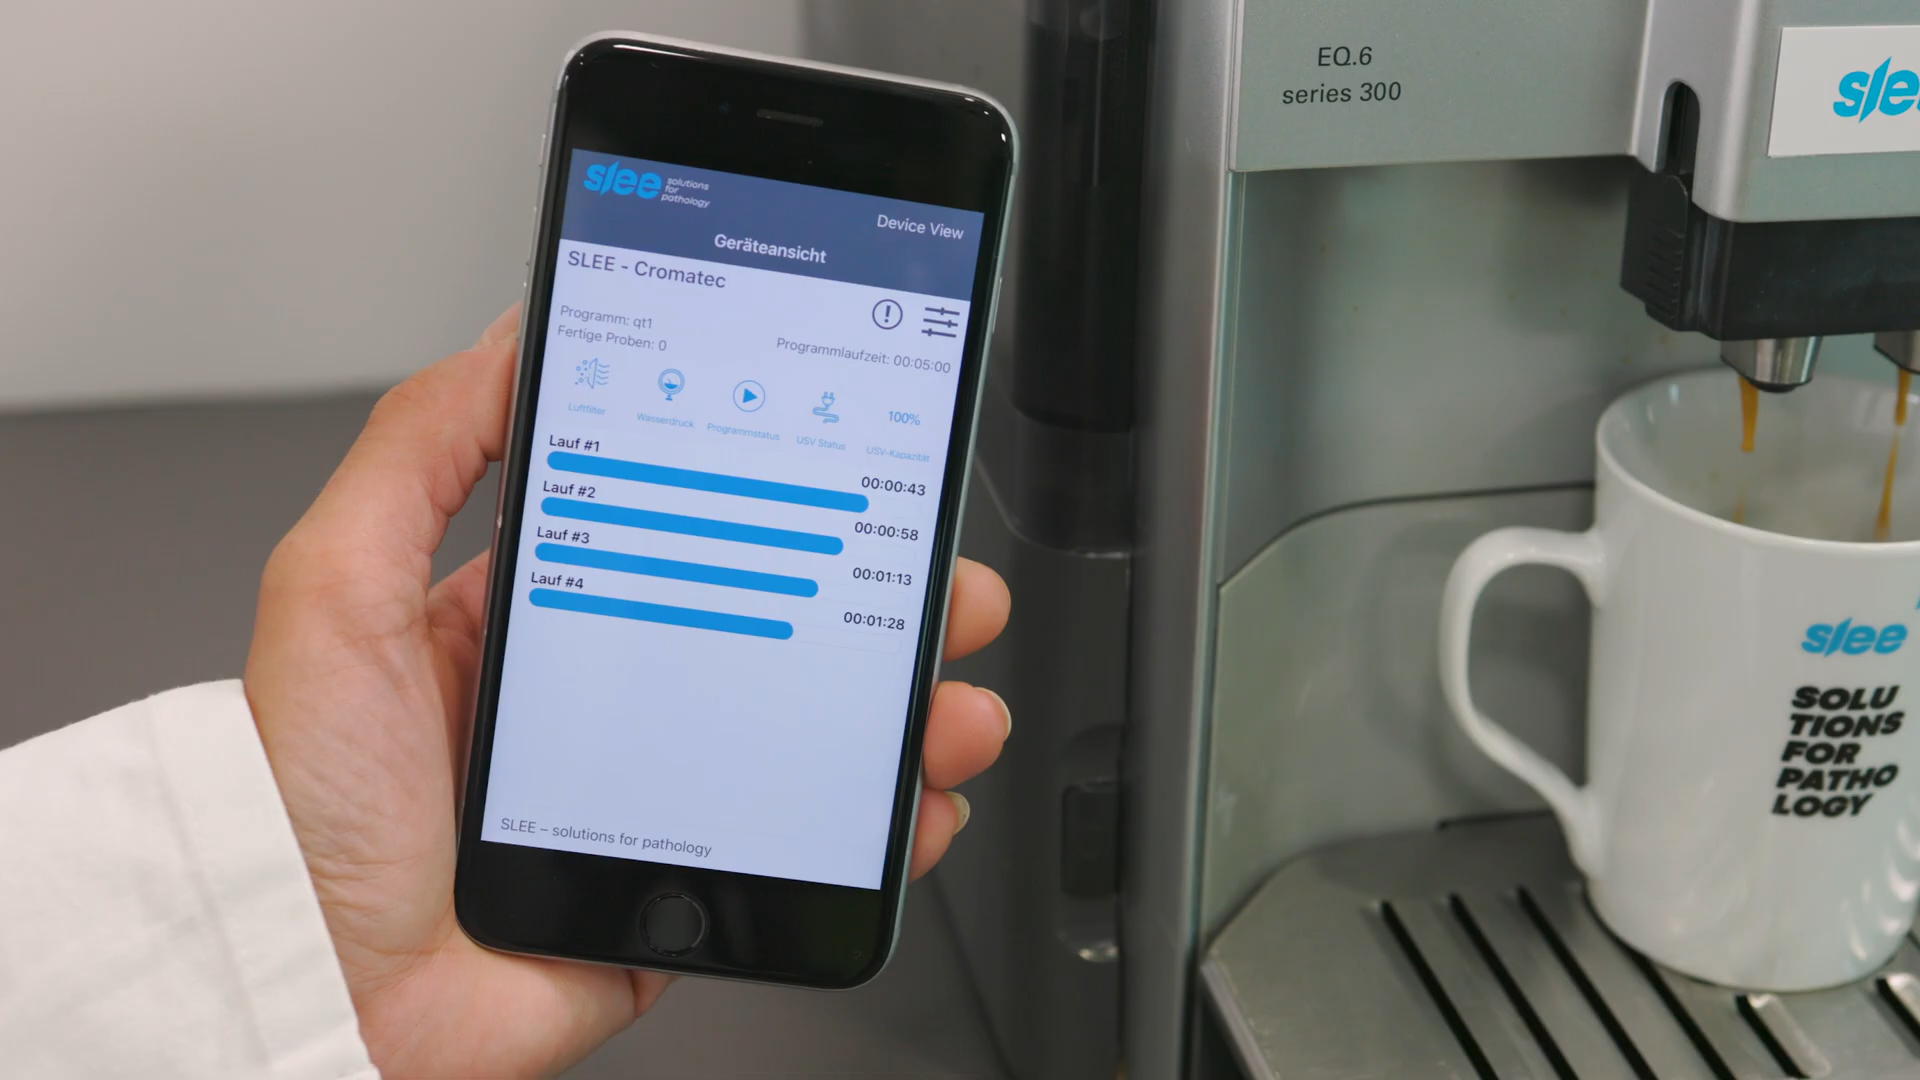 slee
solutions
for
pathology
Device View
Geräteansicht
SLEE - Cromatec
Programm: qt1
Fertige Proben: 0
Programmlaufzeit: 00:05:00
100%
Luftfilter
Wasserdruck
Programmstatus
USV Status
USV-Kapazität
Lauf #1
00:00:43
Lauf #2
00:00:58
Lauf #3
00:01:13
Lauf #4
00:01:28
SLEE – solutions for pathology
EQ.6
series 300
slee
SOLU
TIONS
FOR
PATHO
LOGY